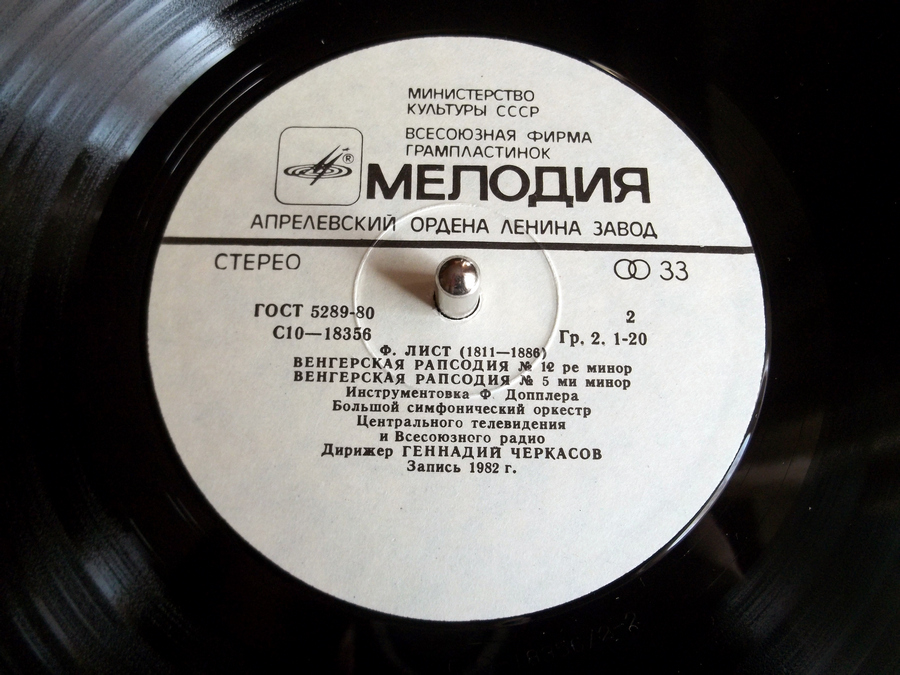 МИНИСТЕРСТВО
КУЛЬТУРЫ СССР
ВСЕСОЮЗНАЯ ФИРМА
ГРАМПЛАСТИНОК
®
МЕЛОДИЯ
АПРЕЛЕВСКИЙ ОРДЕНА ЛЕНИНА ЗАВОД
СТЕРЕО 33
ГОСТ 5289-80 2
С10—18356 Гр. 2. 1-20
Ф. ЛИСТ (1811—1886)
ВЕНГЕРСКАЯ РАПСОДИЯ № 12 ре минор
ВЕНГЕРСКАЯ РАПСОДИЯ № 5 ми минор
Инструментовка Ф. Допплера
Большой симфонический оркестр
Центрального телевидения
и Всесоюзного радио
Дирижер ГЕННАДИЙ ЧЕРКАСОВ
Запись 1982 г.